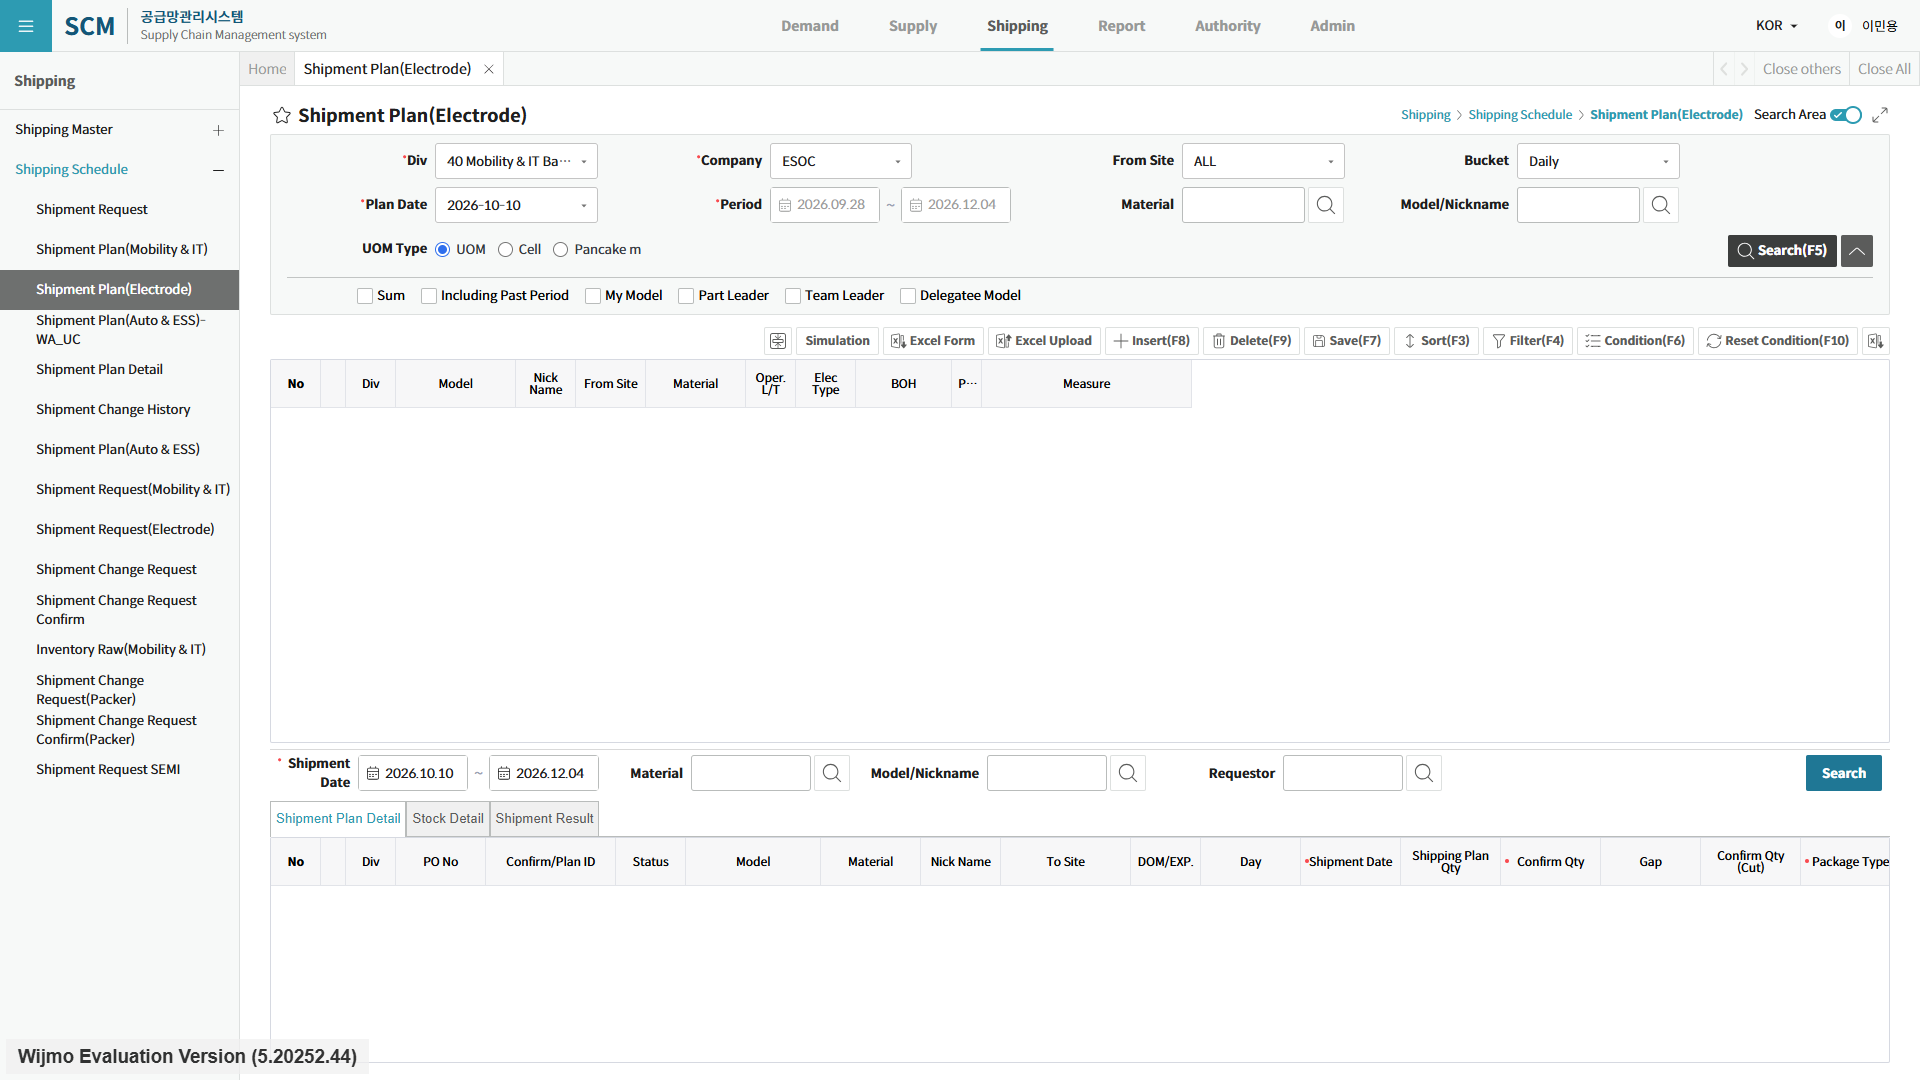 SCM
공급망관리시스템
Supply Chain Management system
Demand
Supply
Shipping
Report
Authority
Admin
KOR
이
이민용
Shipping
Home
Shipment Plan(Electrode)
Close others
Close All
Shipping Master
Shipping Schedule
Shipment Request
Shipment Plan(Mobility & IT)
Shipment Plan(Electrode)
Shipment Plan(Auto & ESS)-
WA_UC
Shipment Plan Detail
Shipment Change History
Shipment Plan(Auto & ESS)
Shipment Request(Mobility & IT)
Shipment Request(Electrode)
Shipment Change Request
Shipment Change Request
Confirm
Inventory Raw(Mobility & IT)
Shipment Change
Request(Packer)
Shipment Change Request
Confirm(Packer)
Shipment Request SEMI
Shipment Plan(Electrode)
Shipping > Shipping Schedule > Shipment Plan(Electrode)
Search Area
*Div 40 Mobility & IT Ba···
*Company ESOC
From Site ALL
Bucket Daily
*Plan Date 2026-10-10
*Period 2026.09.28 ~ 2026.12.04
Material
Model/Nickname
UOM Type UOM Cell Pancake m
Search(F5)
Sum Including Past Period My Model Part Leader Team Leader Delegatee Model
Simulation Excel Form Excel Upload Insert(F8) Delete(F9) Save(F7) Sort(F3) Filter(F4) Condition(F6) Reset Condition(F10)
No
Div
Model
Nick
Name
From Site
Material
Oper.
L/T
Elec
Type
BOH
P···
Measure
* Shipment
Date
2026.10.10 ~ 2026.12.04
Material
Model/Nickname
Requestor
Search
Shipment Plan Detail
Stock Detail
Shipment Result
No
Div
PO No
Confirm/Plan ID
Status
Model
Material
Nick Name
To Site
DOM/EXP.
Day
•Shipment Date
Shipping Plan
Qty
• Confirm Qty
Gap
Confirm Qty
(Cut)
• Package Type
Wijmo Evaluation Version (5.20252.44)